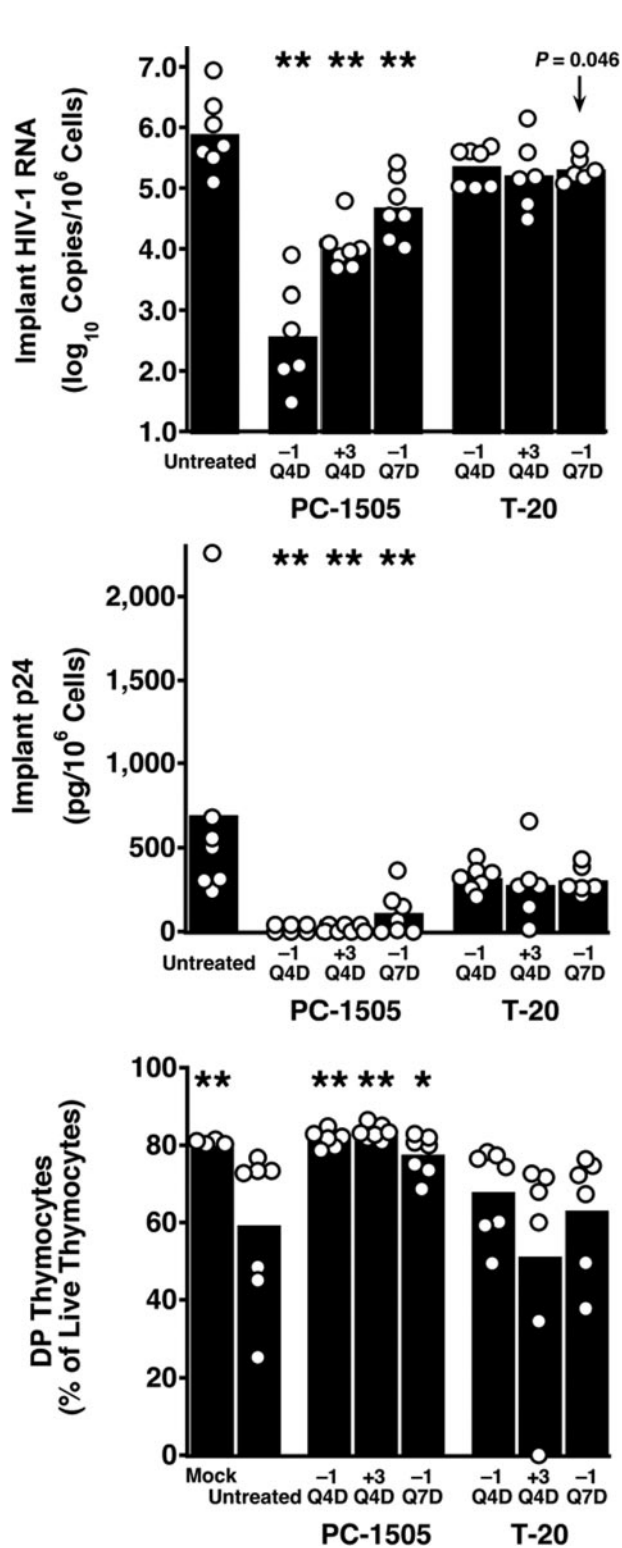 Implant HIV-1 RNA
(log10 Copies/10^6 Cells)
7.0
6.0
5.0
4.0
3.0
2.0
1.0
** ** **
P = 0.046
Untreated
–1 +3 –1 –1 +3 –1
Q4D Q4D Q7D Q4D Q4D Q7D
PC-1505 T-20
Implant p24
(pg/10^6 Cells)
2,000
1,500
1,000
500
0
** ** **
Untreated
–1 +3 –1 –1 +3 –1
Q4D Q4D Q7D Q4D Q4D Q7D
PC-1505 T-20
DP Thymocytes
(% of Live Thymocytes)
100
80
60
40
20
0
** ** ** *
Mock –1 +3 –1 –1 +3 –1
Untreated Q4D Q4D Q7D Q4D Q4D Q7D
PC-1505 T-20